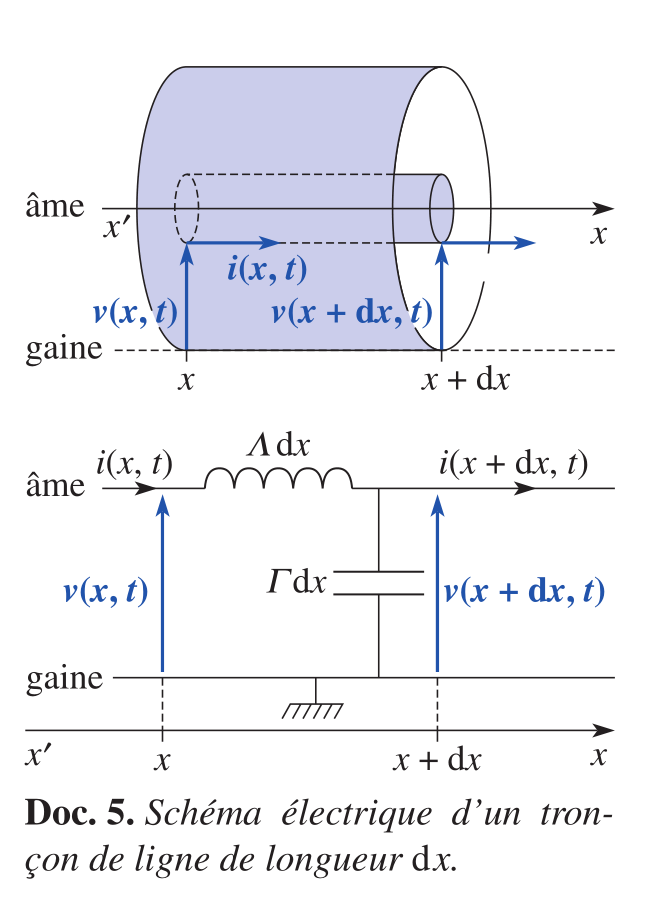 âme
x′
x
i(x, t)
v(x, t)
v(x + dx, t)
gaine
x
x + dx
Λ dx
i(x, t)
i(x + dx, t)
âme
Γ dx
v(x, t)
v(x + dx, t)
gaine
x′
x
x + dx
x
Doc. 5. Schéma électrique d’un tron-
çon de ligne de longueur dx.